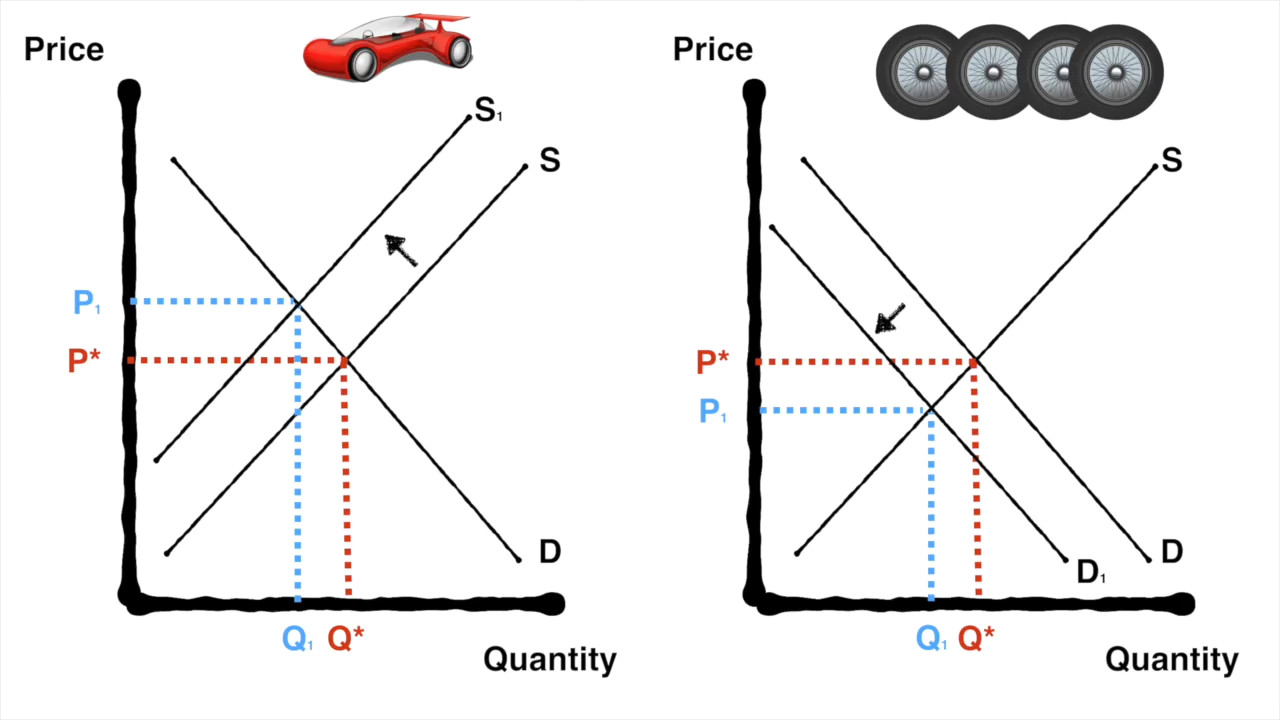 Price
S₁
S
P₁
P*
D
Q₁ Q*
Quantity
Price
S
P*
P₁
D
D₁
Q₁ Q*
Quantity